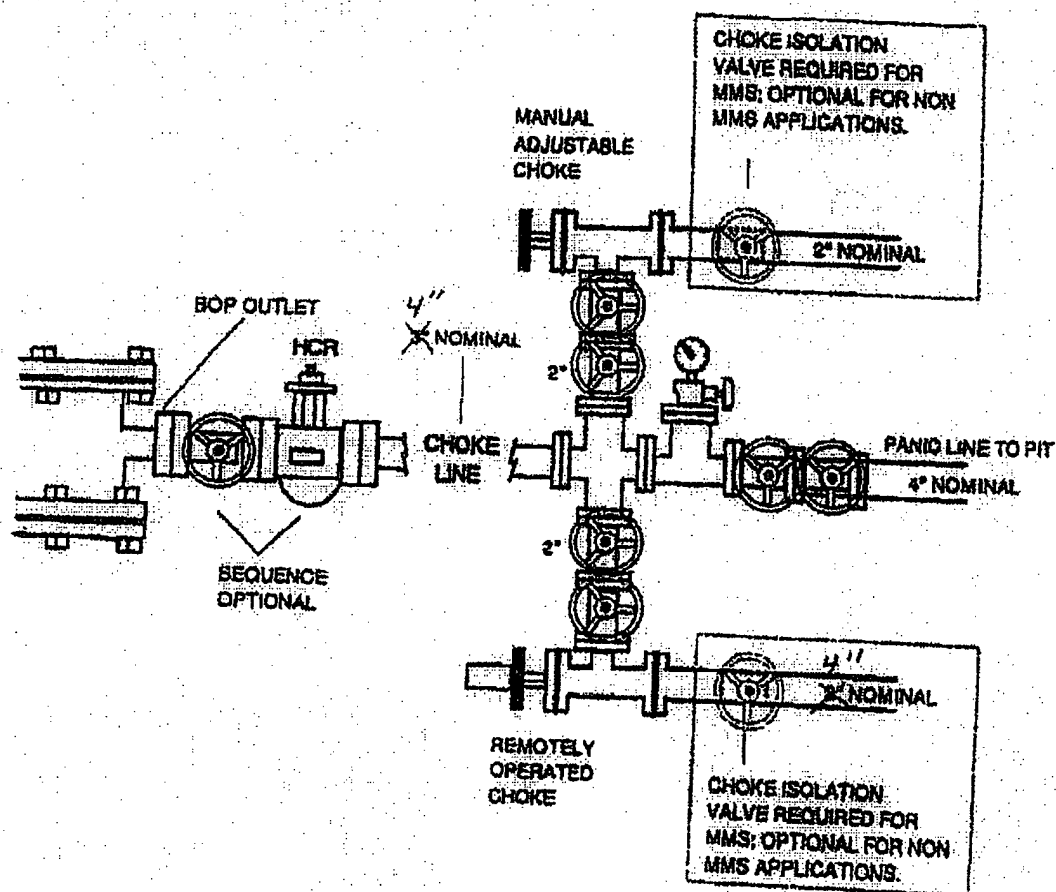 CHOKE ISOLATION
VALVE REQUIRED FOR
MMS; OPTIONAL FOR NON
MMS APPLICATIONS.
MANUAL
ADJUSTABLE
CHOKE
2" NOMINAL
BOP OUTLET
4"
NOMINAL
HCR
2"
CHOKE
LINE
PANIC LINE TO PIT
4" NOMINAL
2"
SEQUENCE
OPTIONAL
4"
NOMINAL
REMOTELY
OPERATED
CHOKE
CHOKE ISOLATION
VALVE REQUIRED FOR
MMS; OPTIONAL FOR NON
MMS APPLICATIONS.